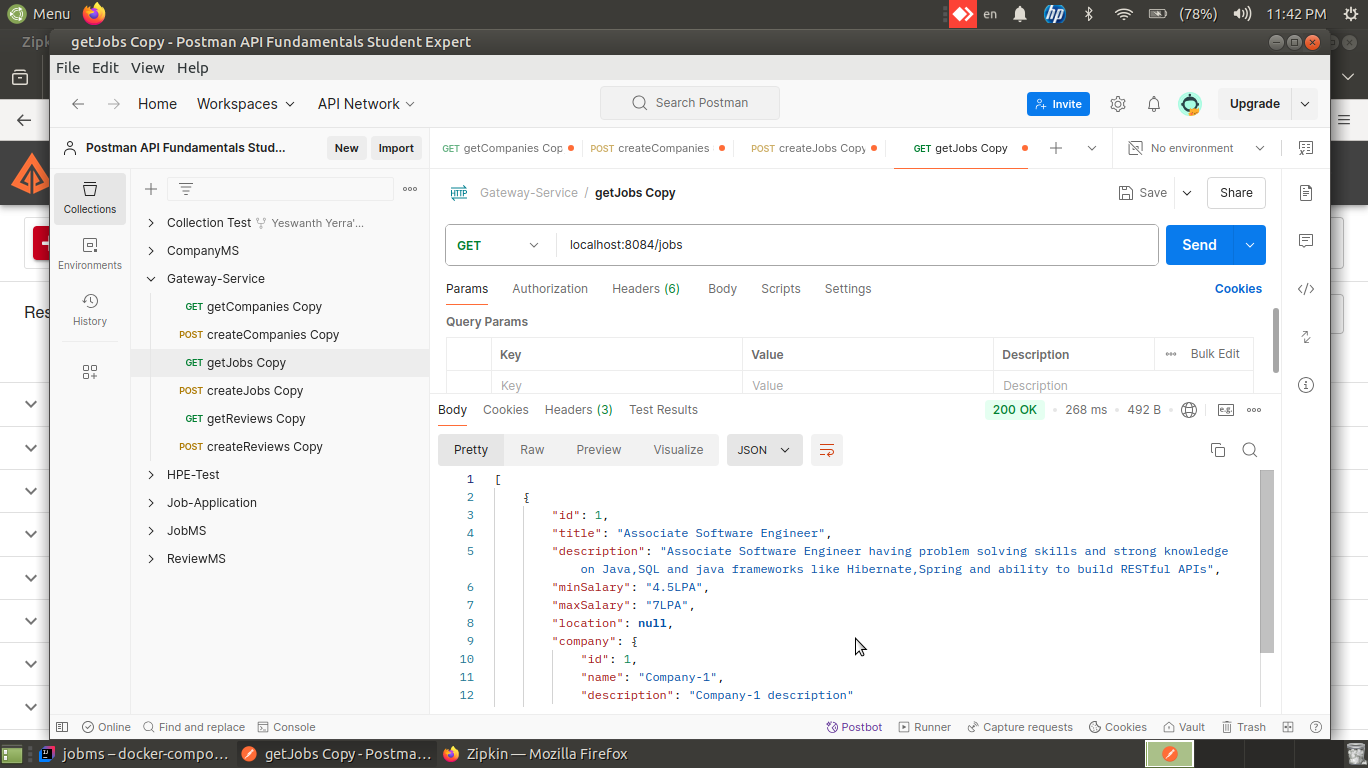 Menu
en
(78%)
11:42 PM
Zipk
getJobs Copy - Postman API Fundamentals Student Expert
File Edit View Help
Home Workspaces API Network
Search Postman
Invite
Upgrade
Postman API Fundamentals Stud...
New Import
GET getCompanies Cop
POST createCompanies
POST createJobs Copy
GET getJobs Copy
No environment
Collections
Environments
History
Collection Test Yeswanth Yerra'...
CompanyMS
Gateway-Service
GET getCompanies Copy
POST createCompanies Copy
GET getJobs Copy
POST createJobs Copy
GET getReviews Copy
POST createReviews Copy
HPE-Test
Job-Application
JobMS
ReviewMS
Res
HTTP Gateway-Service / getJobs Copy
Save Share
GET localhost:8084/jobs
Send
Params Authorization Headers (6) Body Scripts Settings Cookies
Query Params
Key Value Description Bulk Edit
Key Value Description
Body Cookies Headers (3) Test Results
200 OK 268 ms 492 B e.g.
Pretty Raw Preview Visualize JSON
1 [
2 {
3 "id": 1,
4 "title": "Associate Software Engineer",
5 "description": "Associate Software Engineer having problem solving skills and strong knowledge
on Java,SQL and java frameworks like Hibernate,Spring and ability to build RESTful APIs",
6 "minSalary": "4.5LPA",
7 "maxSalary": "7LPA",
8 "location": null,
9 "company": {
10 "id": 1,
11 "name": "Company-1",
12 "description": "Company-1 description"
Online Find and replace Console
Postbot Runner Capture requests Cookies Vault Trash
jobms – docker-compo...
getJobs Copy - Postma...
Zipkin — Mozilla Firefox